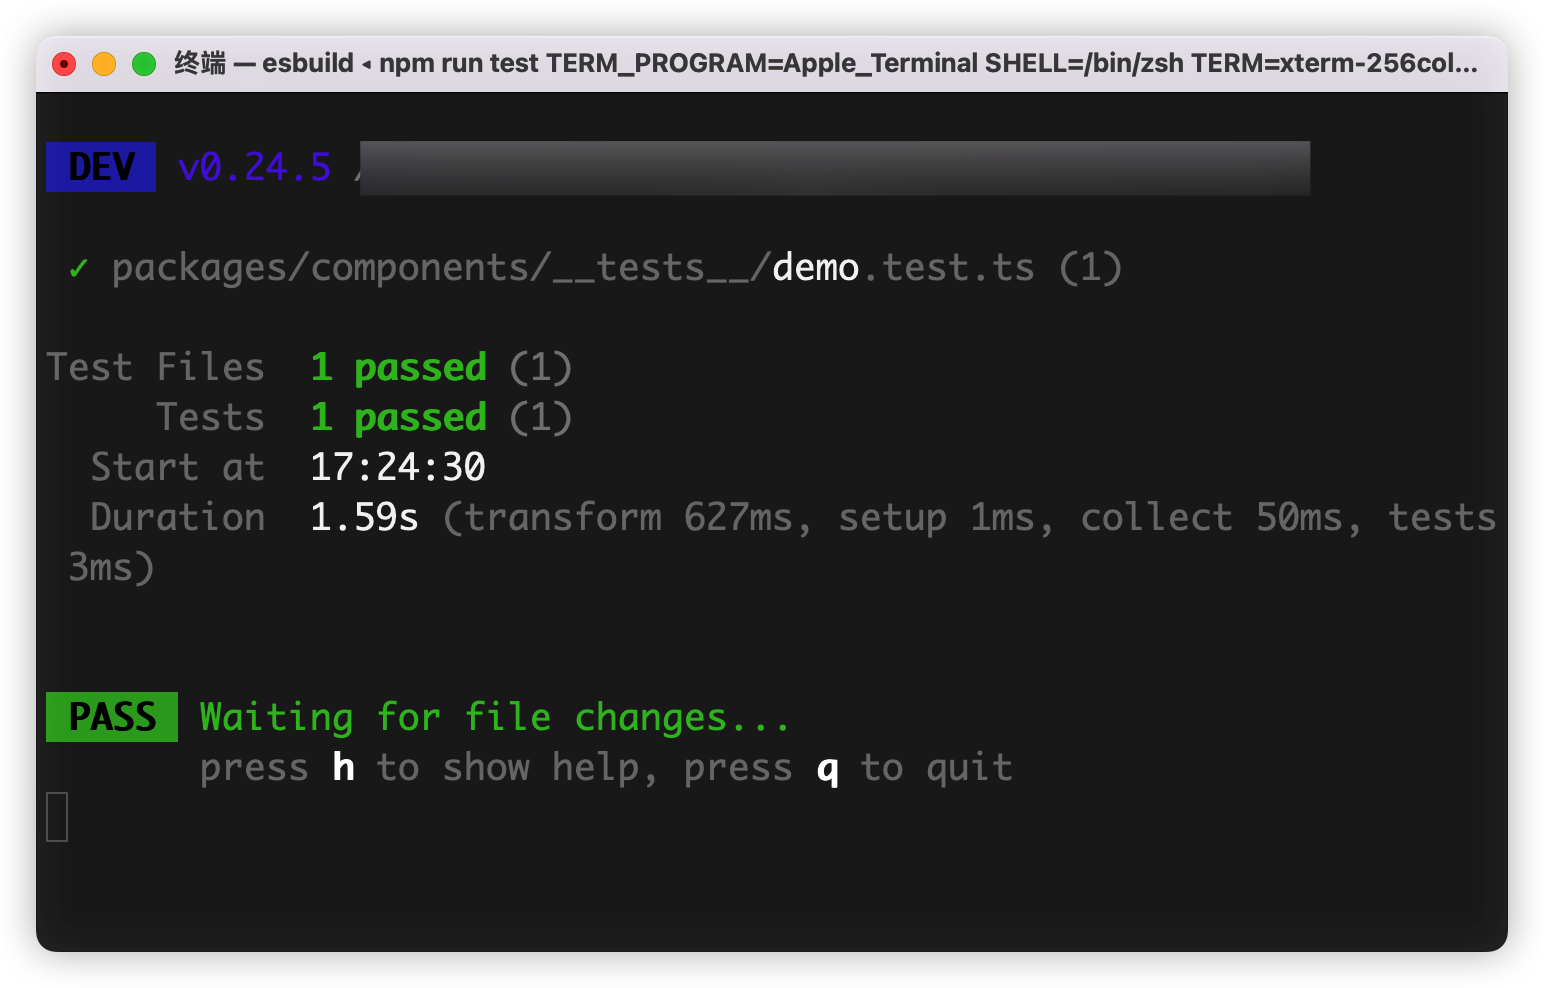 终端 — esbuild ◂ npm run test TERM_PROGRAM=Apple_Terminal SHELL=/bin/zsh TERM=xterm-256col...
DEV v0.24.5 /
✓ packages/components/__tests__/demo.test.ts (1)
Test Files 1 passed (1)
Tests 1 passed (1)
Start at 17:24:30
Duration 1.59s (transform 627ms, setup 1ms, collect 50ms, tests
3ms)
PASS Waiting for file changes...
press h to show help, press q to quit